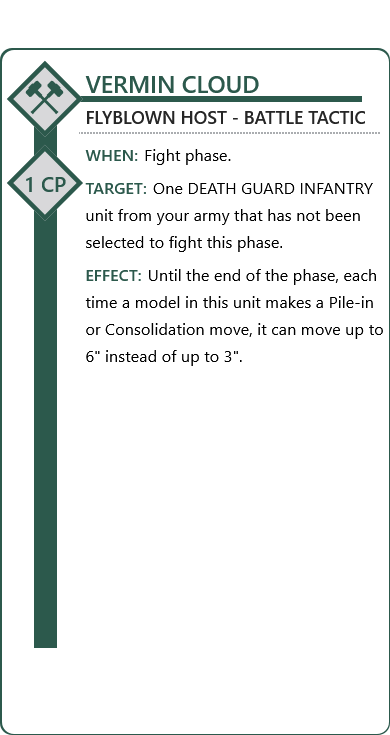 VERMIN CLOUD
FLYBLOWN HOST - BATTLE TACTIC
WHEN: Fight phase.
1 CP
TARGET: One DEATH GUARD INFANTRY
unit from your army that has not been
selected to fight this phase.
EFFECT: Until the end of the phase, each
time a model in this unit makes a Pile-in
or Consolidation move, it can move up to
6" instead of up to 3".